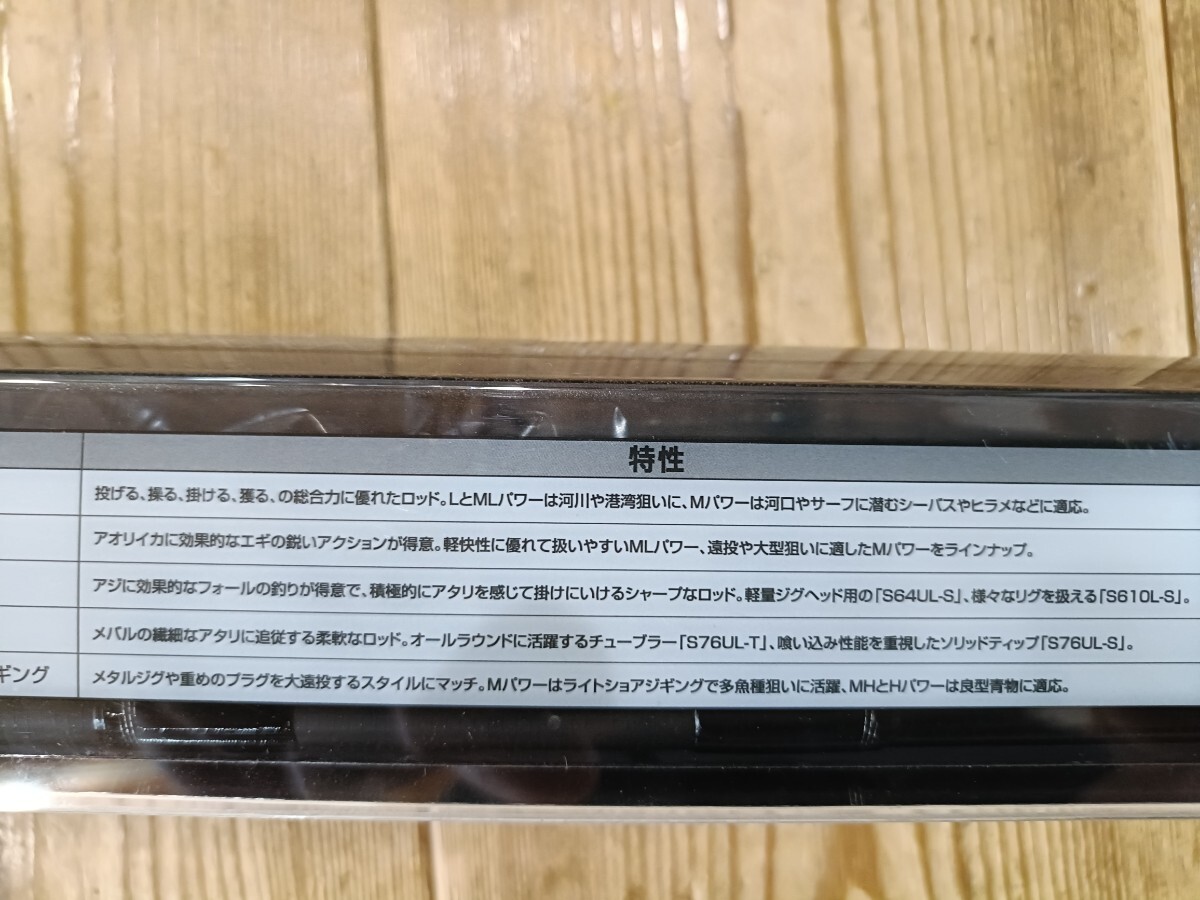 特性
投げる、操る、掛ける、獲る、の総合力に優れたロッド。LとMLパワーは河川や港湾狙いに、Mパワーは河口やサーフに潜むシーバスやヒラメなどに適応。
アオリイカに効果的なエギの鋭いアクションが得意。軽快性に優れて扱いやすいMLパワー、遠投や大型狙いに適したMパワーをラインナップ。
アジに効果的なフォールの釣りが得意で、積極的にアタリを感じて掛けにいけるシャープなロッド。軽量ジグヘッド用の「S64UL-S」、様々なリグを扱える「S610L-S」。
メバルの繊細なアタリに追従する柔軟なロッド。オールラウンドに活躍するチューブラー「S76UL-T」、喰い込み性能を重視したソリッドティップ「S76UL-S」。
ギング
メタルジグや重めのプラグを大遠投するスタイルにマッチ。Mパワーはライトショアジギングで多魚種狙いに活躍、MHとHパワーは良型青物に適応。